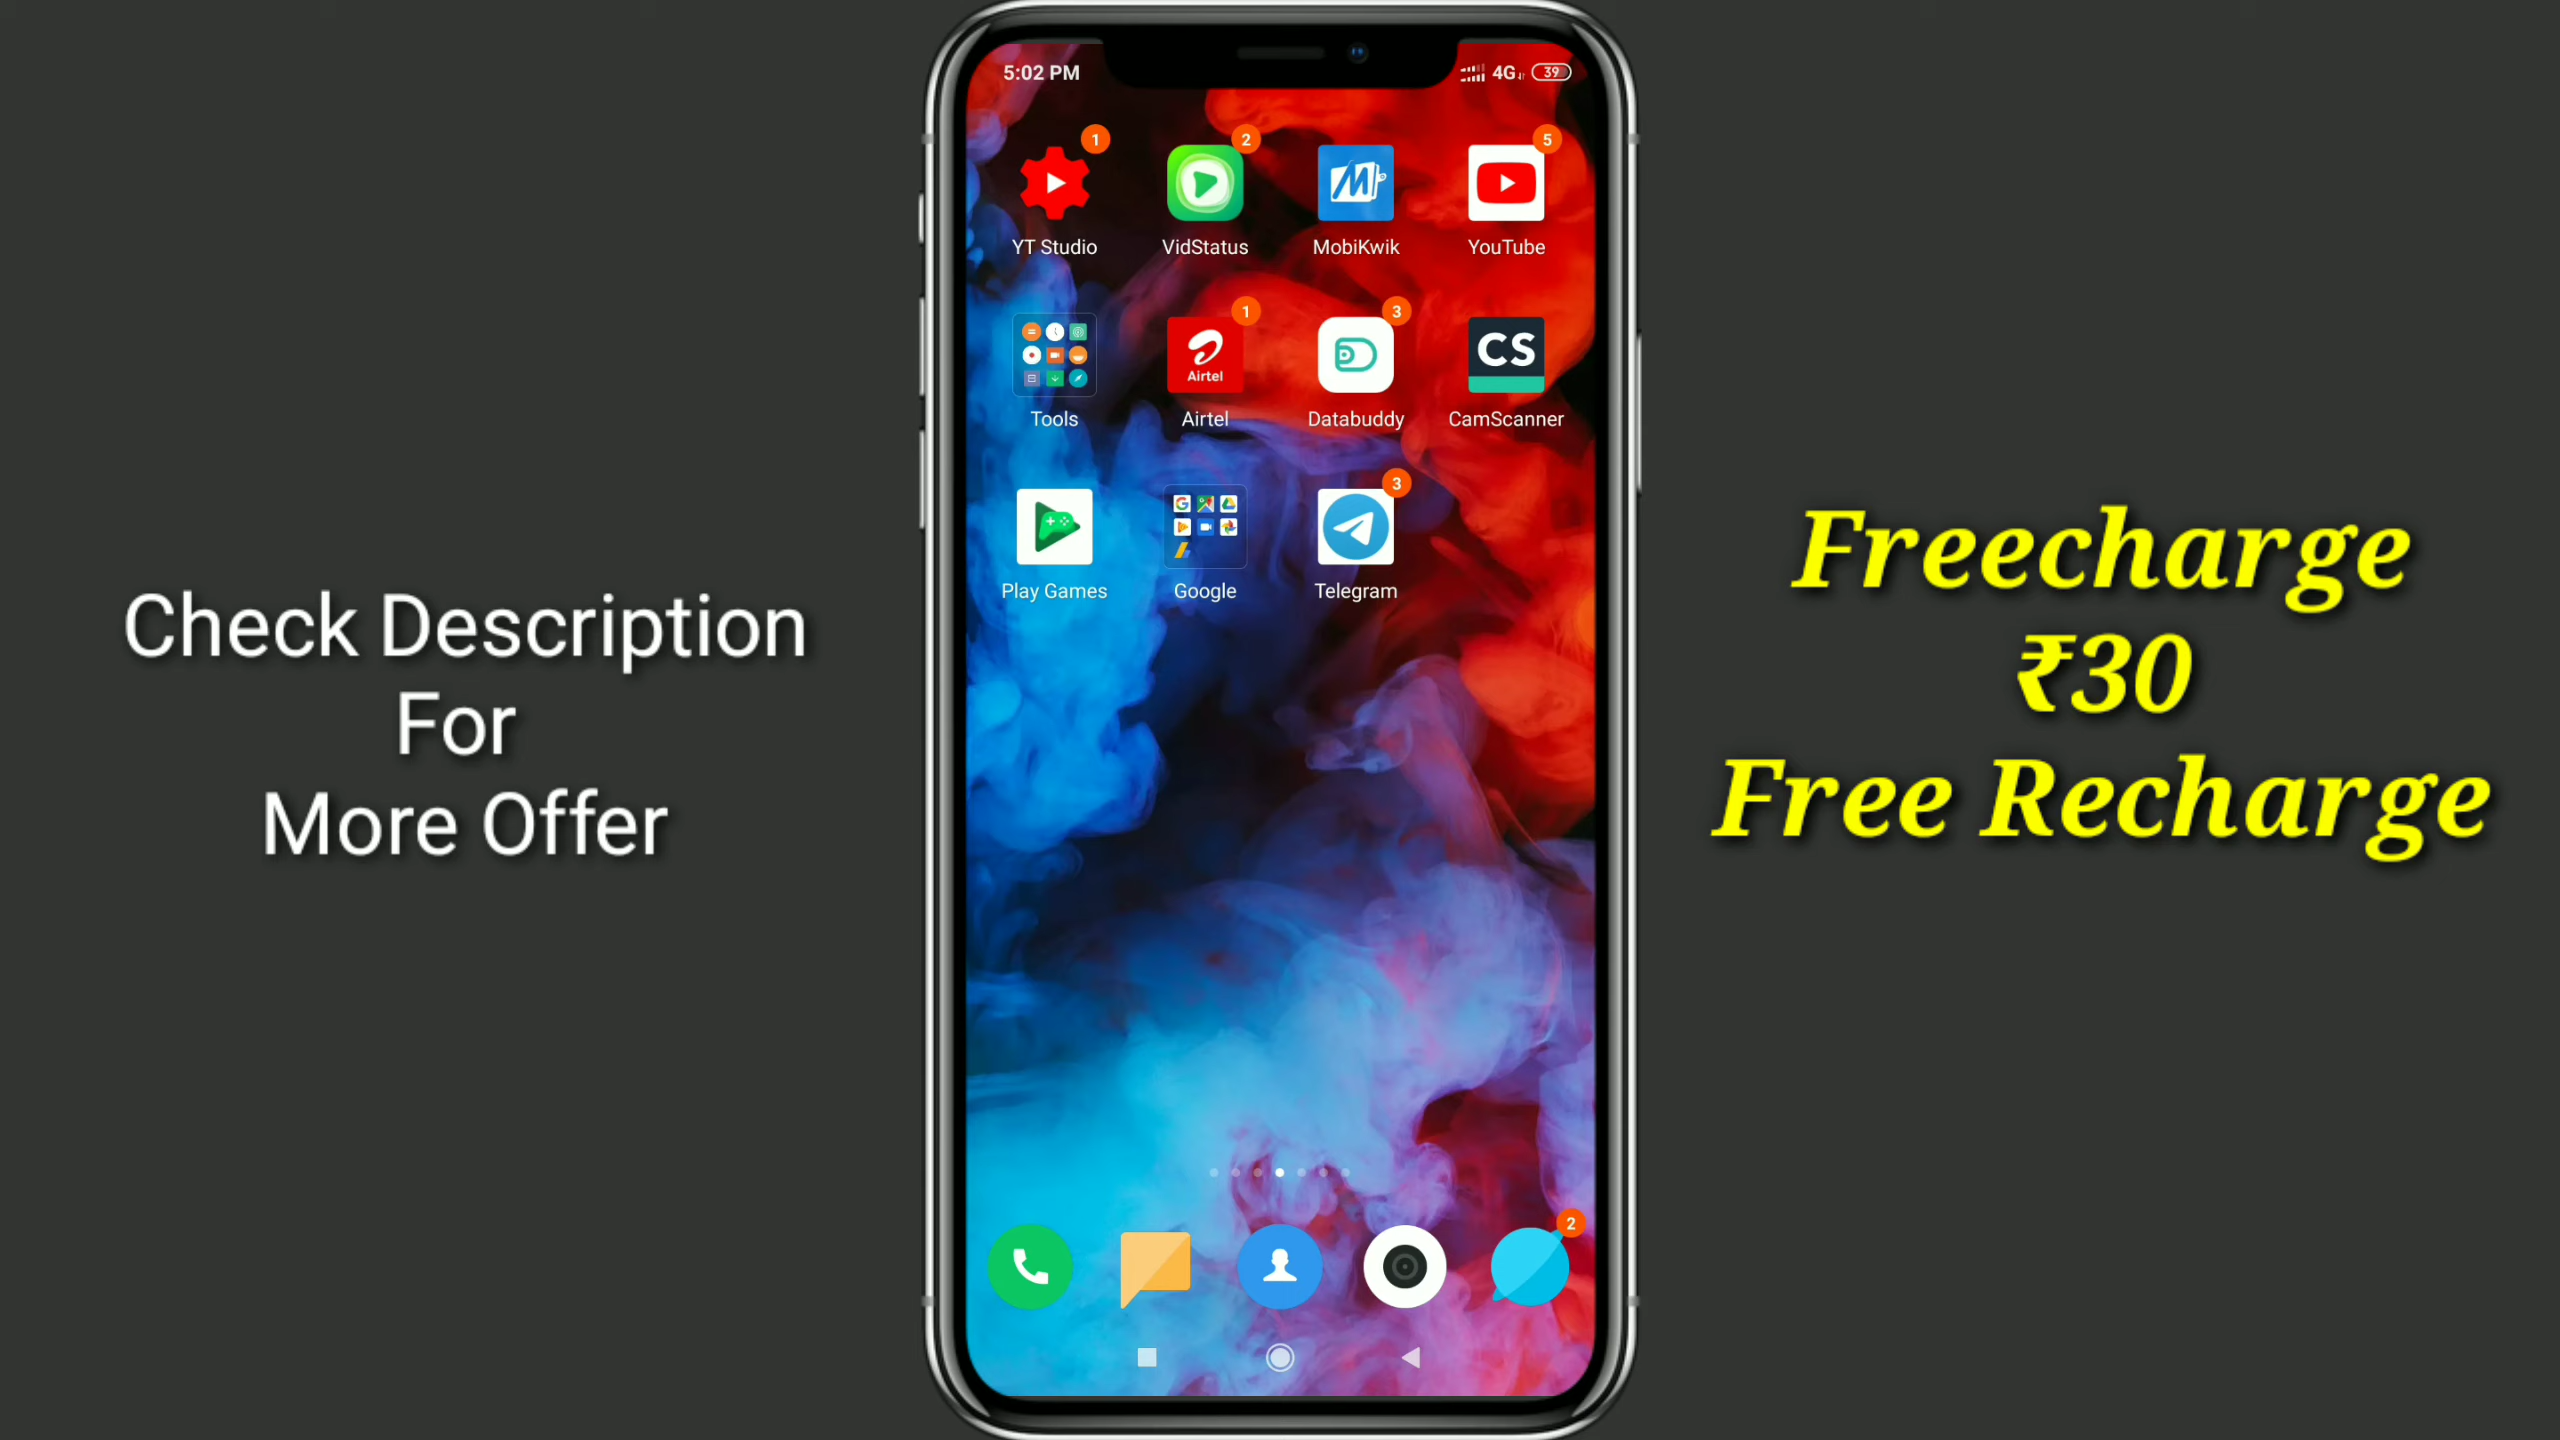 5:02 PM
4G
39
1
2
5
YT Studio
VidStatus
MobiKwik
YouTube
1
3
Airtel
CS
Tools
Airtel
Databuddy
CamScanner
3
Play Games
Google
Telegram
2
Check Description
For
More Offer
Freecharge
₹30
Free Recharge